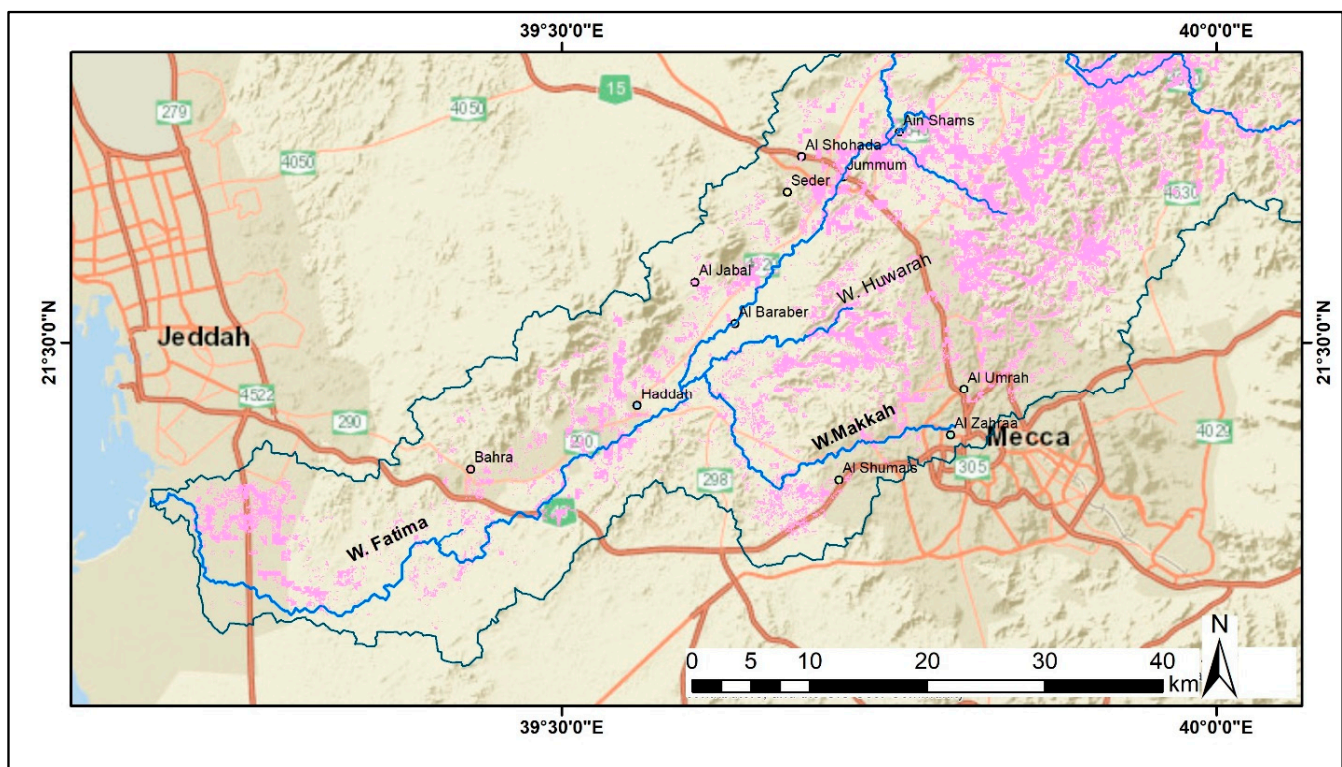 39°30'0"E
40°0'0"E
15
279
4050
4050
Ain Shams
Al Shohada
Jummum
Seder
4030
Al Jabal
W. Huwarah
Al Baraber
21°30'0"N
21°30'0"N
Jeddah
Al Umrah
4522
Haddah
290
290
W.Makkah
Al Zahraa
Mecca
4029
Bahra
Al Shumais
298
305
W. Fatima
N
0 5 10 20 30 40
km
39°30'0"E
40°0'0"E